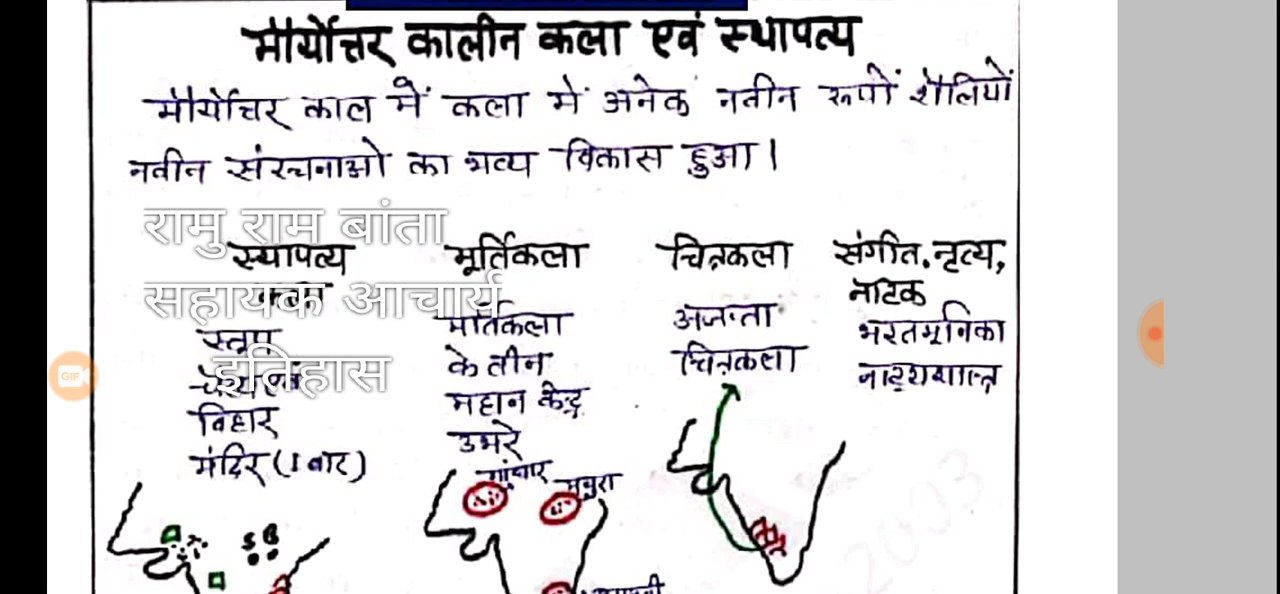 मौर्योत्तर कालीन कला एवं स्थापत्य
मौर्योत्तर काल में कला में अनेक नवीन रूपों शैलियों
नवीन संरचनाओ का भव्य विकास हुआ।
रामु राम बांता
स्थापत्य
मूर्तिकला
चित्रकला
संगीत, नृत्य,
नाटक
सहायक आचार्य
इतिहास
स्तूप
विहार
मंदिर (1 बार)
मूर्तिकला
के तीन
महान केंद्र
उभरे
गांधार
मथुरा
अजन्ता
चित्रकला
भरतमूनिका
नाट्यशास्त्र
S B
GIF